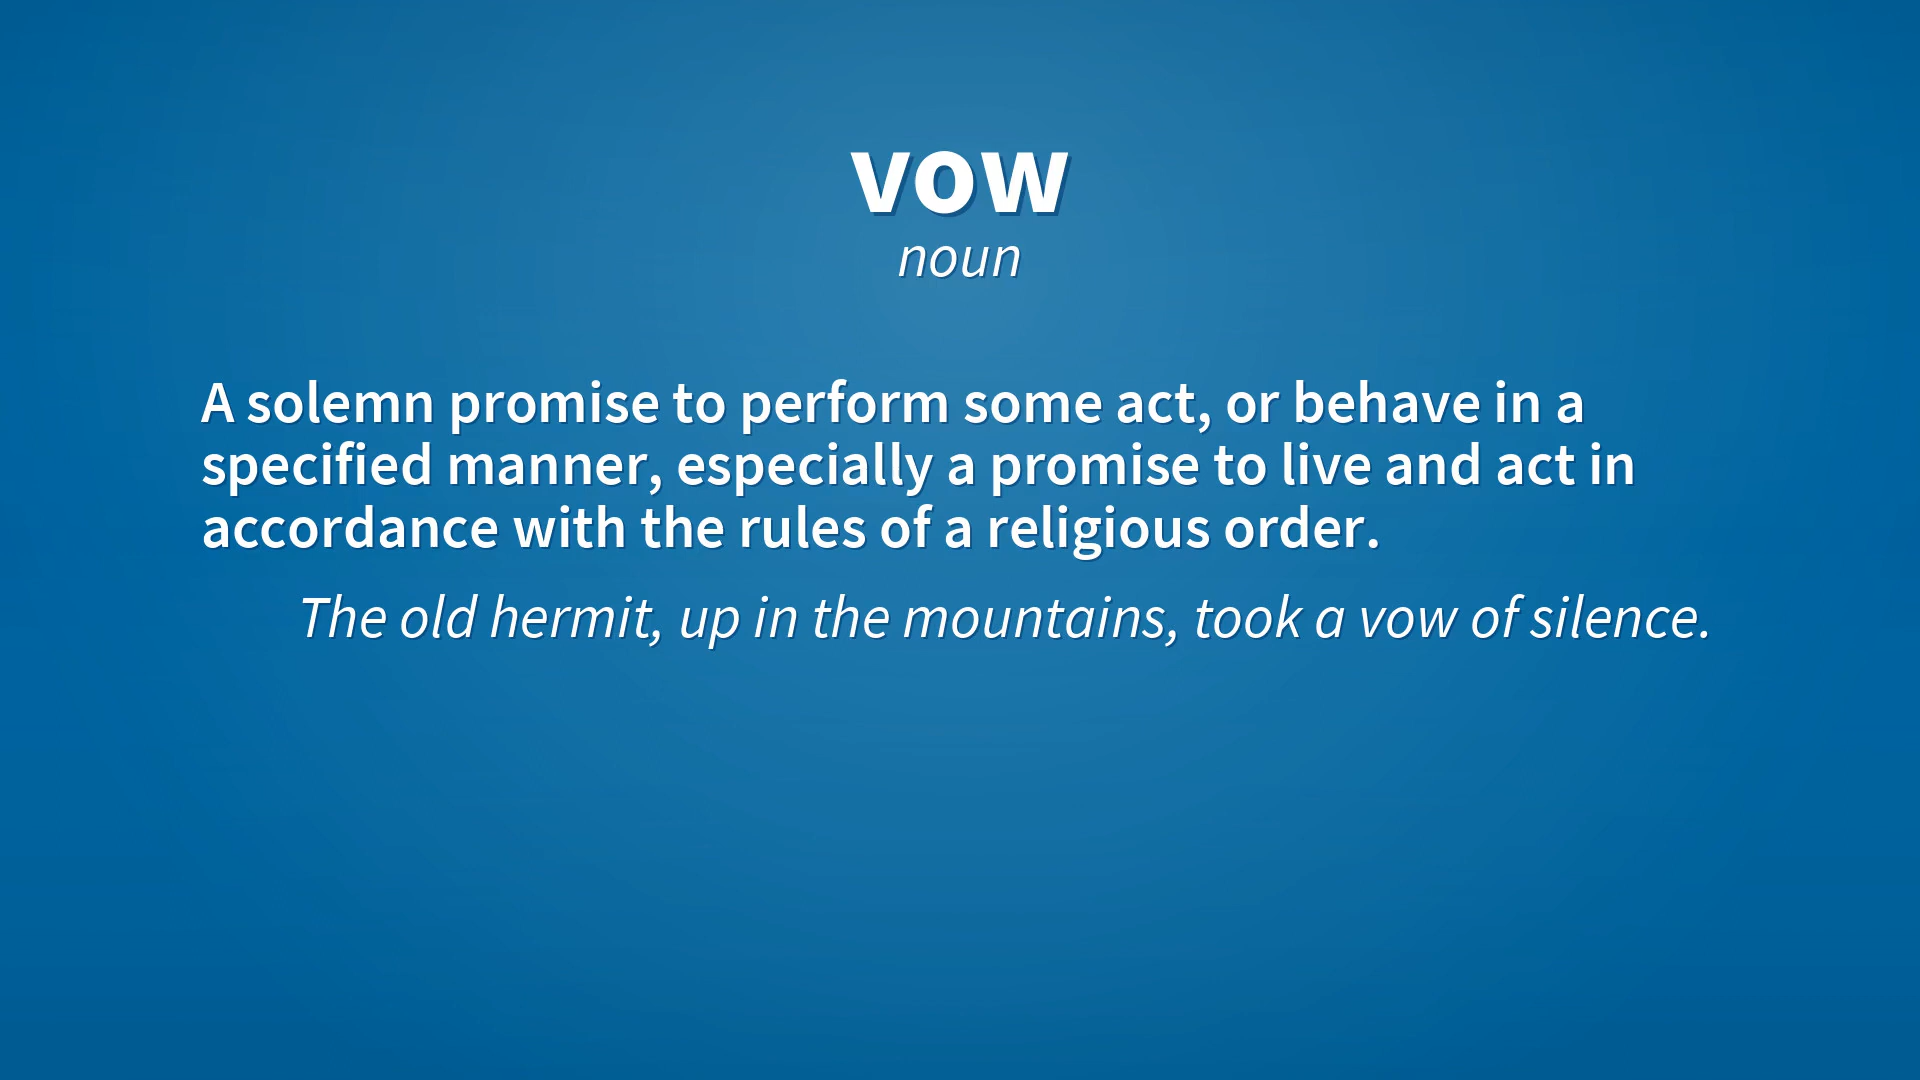 vow
noun
A solemn promise to perform some act, or behave in a
specified manner, especially a promise to live and act in
accordance with the rules of a religious order.
The old hermit, up in the mountains, took a vow of silence.